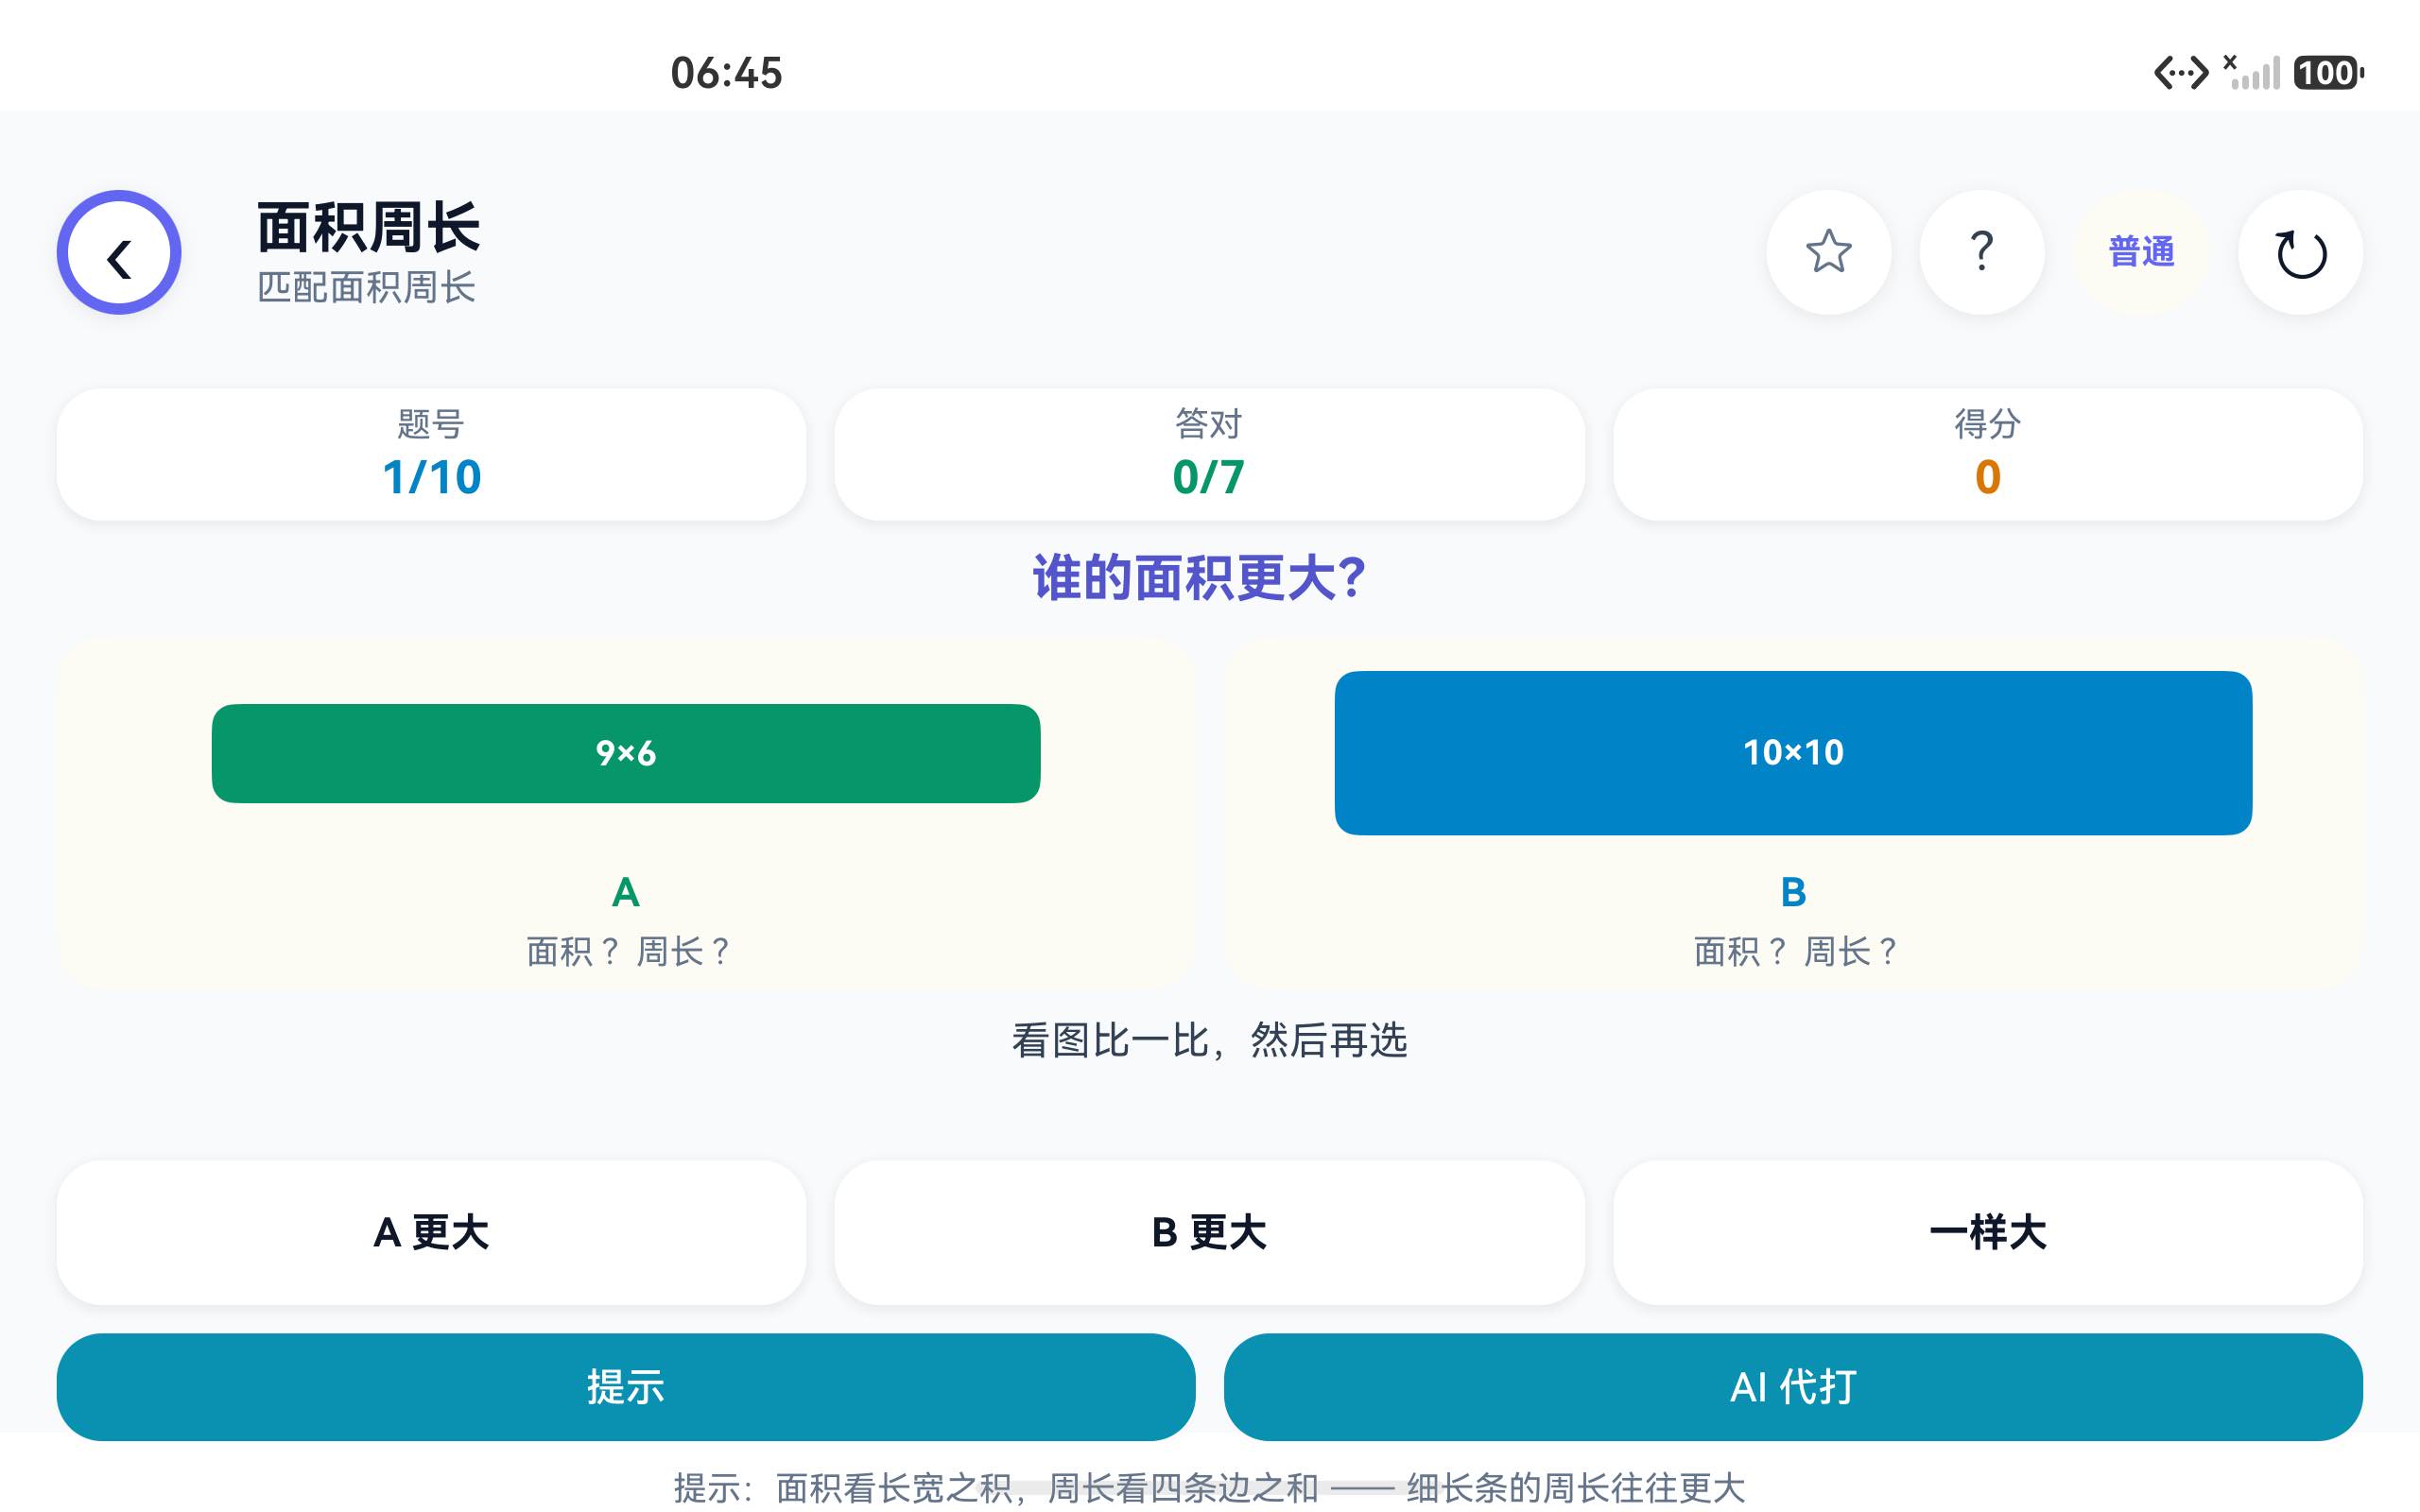 06:45
100
面积周长
匹配面积周长
?
普通
题号
1/10
答对
0/7
得分
0
谁的面积更大?
9×6
10×10
A
面积 ? 周长 ?
B
面积 ? 周长 ?
看图比一比，然后再选
A 更大
B 更大
一样大
提示
AI 代打
提示：面积看长宽之积，周长看四条边之和 —— 细长条的周长往往更大